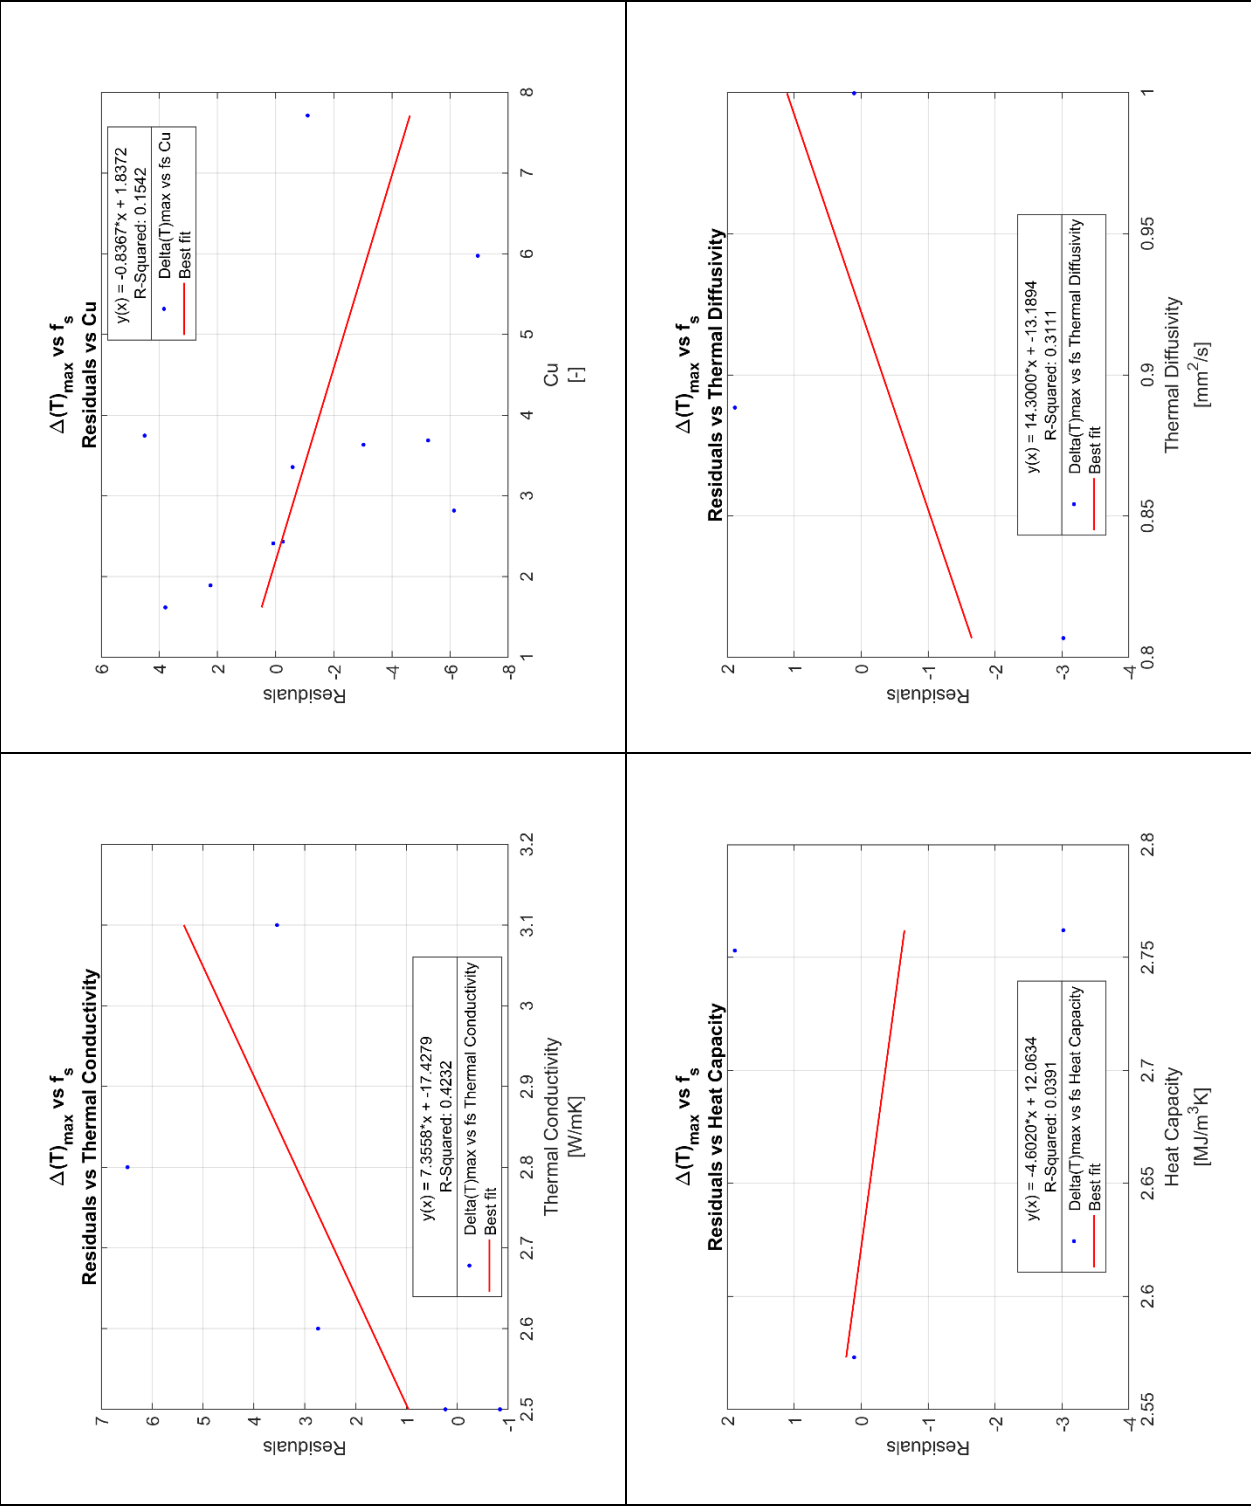 Δ(T)max vs fs
Residuals vs Thermal Conductivity
7
6
5
4
3
2
1
0
-1
Residuals
2.5
2.6
2.7
2.8
2.9
3
3.1
3.2
Thermal Conductivity
[W/mK]
y(x) = 7.3558*x + -17.4279
R-Squared: 0.4232
Delta(T)max vs fs Thermal Conductivity
Best fit
Δ(T)max vs fs
Residuals vs Cu
6
4
2
0
-2
-4
-6
-8
Residuals
1
2
3
4
5
6
7
8
Cu
[-]
y(x) = -0.8367*x + 1.8372
R-Squared: 0.1542
Delta(T)max vs fs Cu
Best fit
Δ(T)max vs fs
Residuals vs Heat Capacity
2
1
0
-1
-2
-3
-4
Residuals
2.55
2.6
2.65
2.7
2.75
2.8
Heat Capacity
[MJ/m³K]
y(x) = -4.6020*x + 12.0634
R-Squared: 0.0391
Delta(T)max vs fs Heat Capacity
Best fit
Δ(T)max vs fs
Residuals vs Thermal Diffusivity
2
1
0
-1
-2
-3
-4
Residuals
0.8
0.85
0.9
0.95
1
Thermal Diffusivity
[mm²/s]
y(x) = 14.3000*x + -13.1894
R-Squared: 0.3111
Delta(T)max vs fs Thermal Diffusivity
Best fit